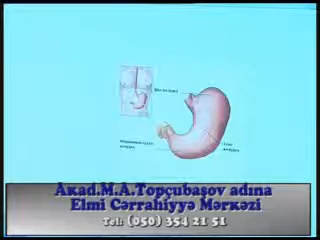 Akad.M.A.Topçubaşov adına
Elmi Cərrahiyyə Mərkəzi
Tel: (050) 354 21 51